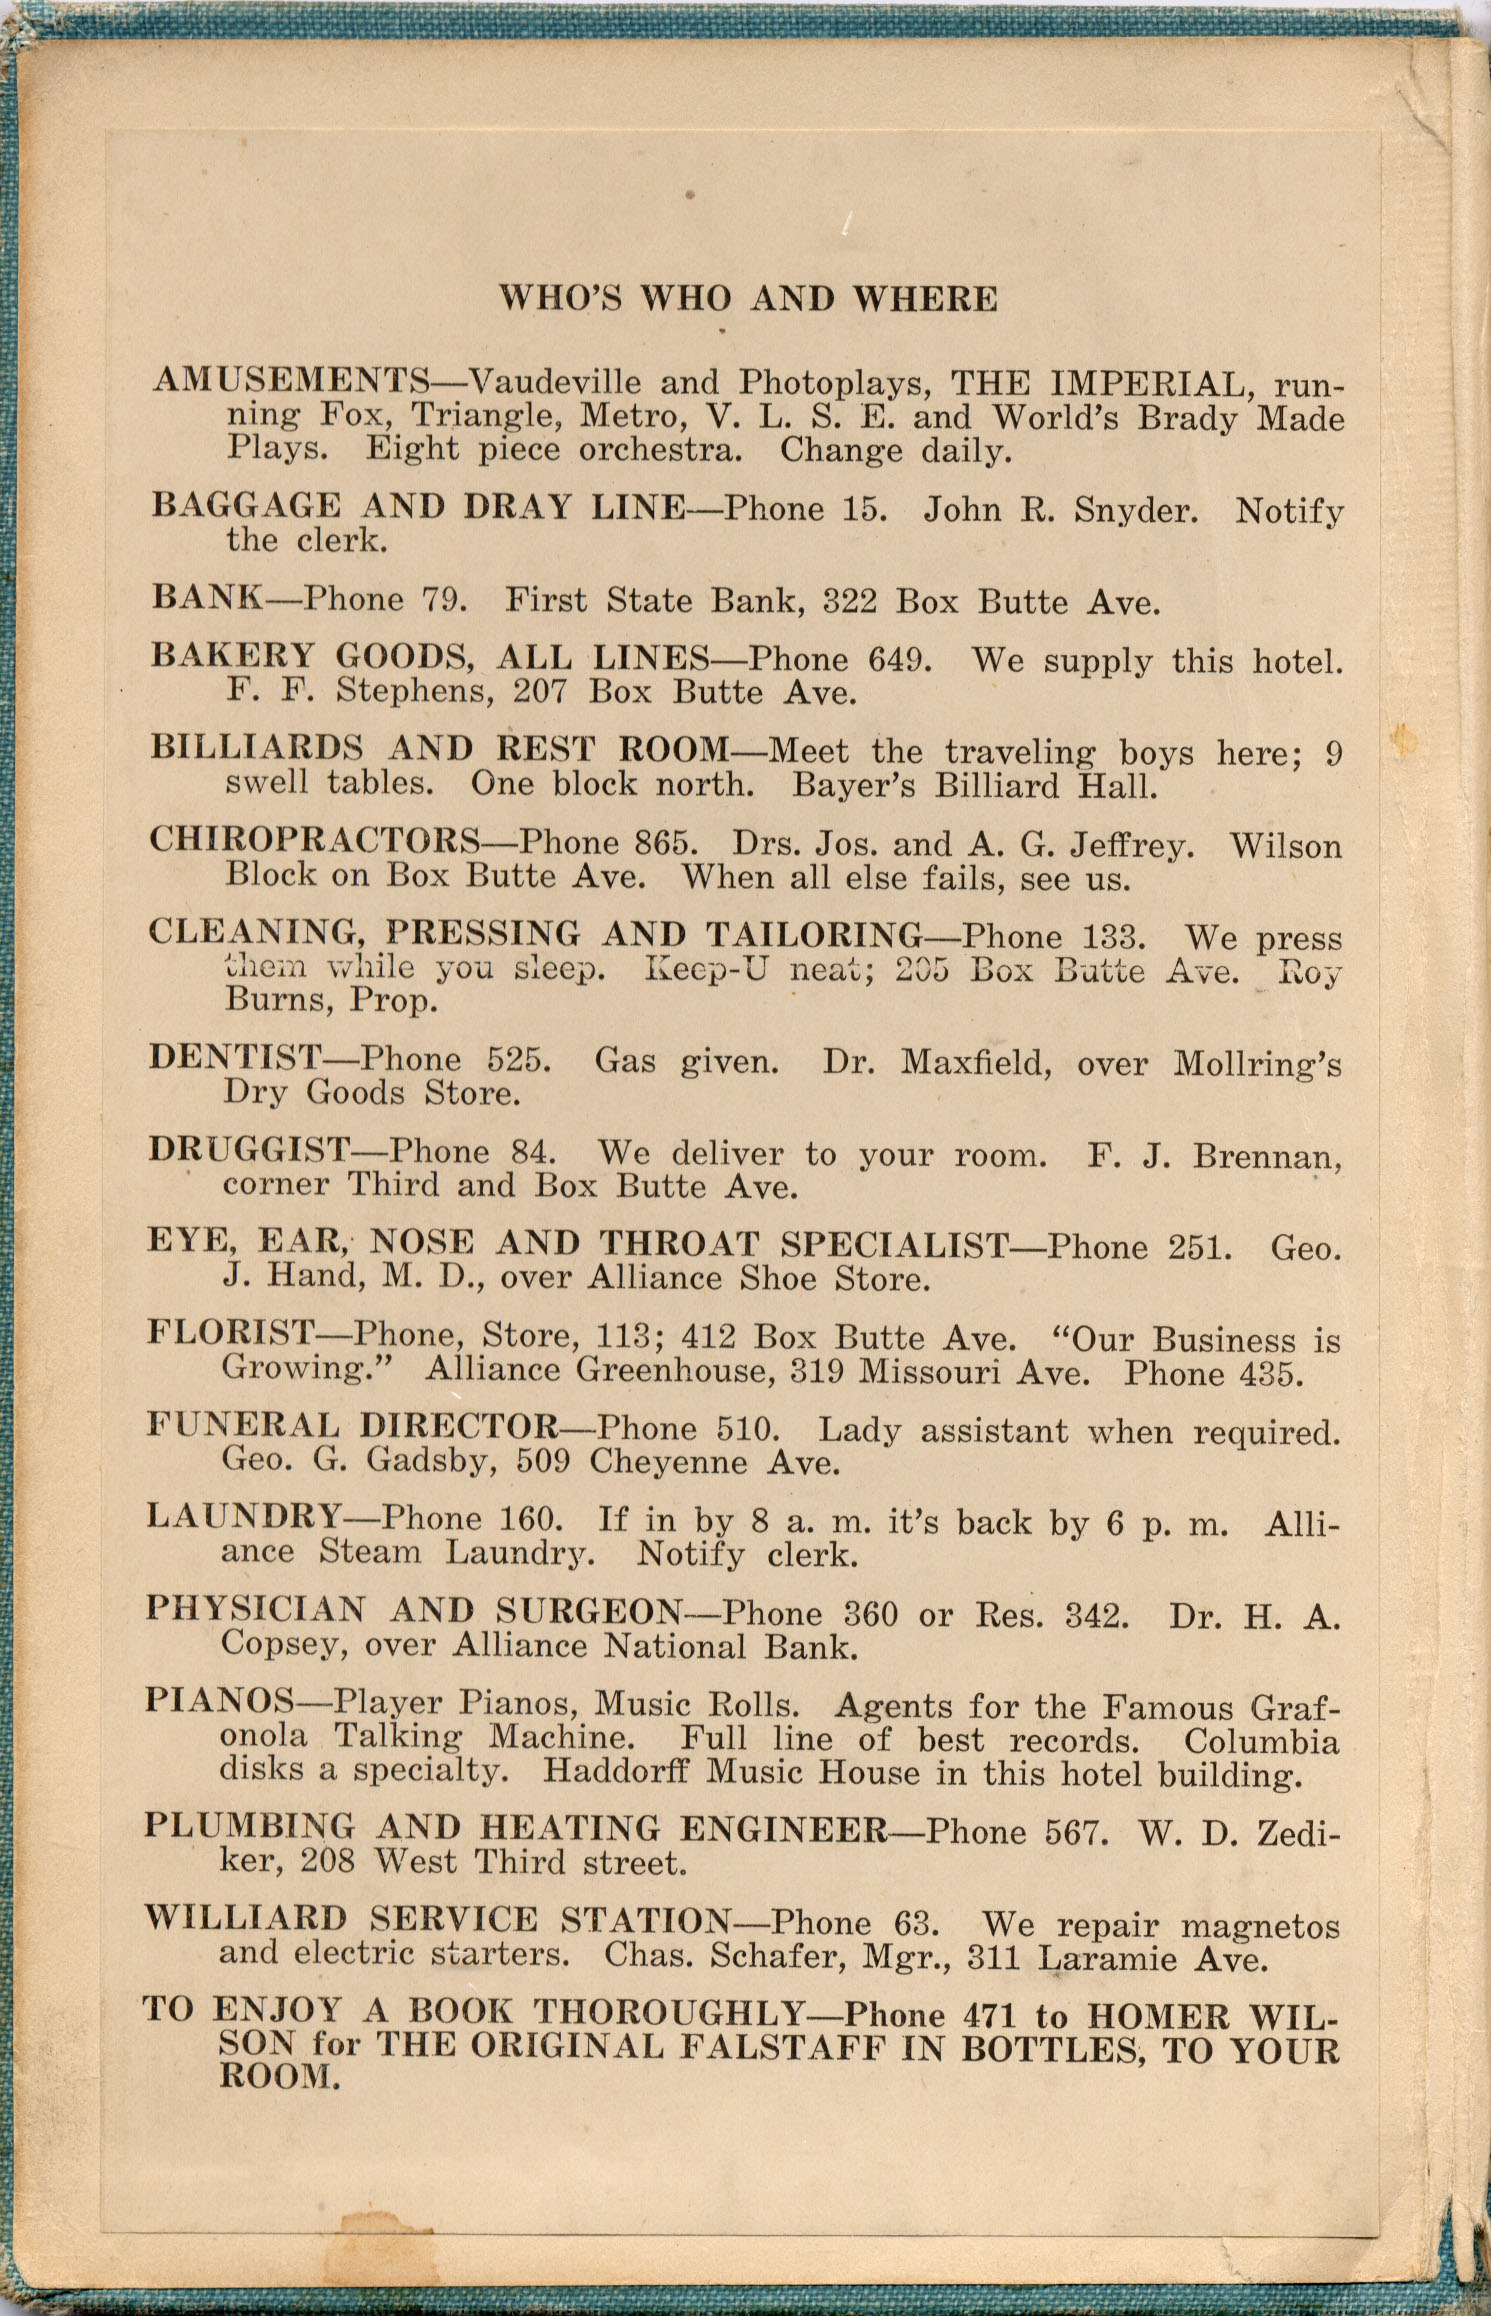 WHO'S WHO AND WHERE
AMUSEMENTS—Vaudeville and Photoplays, THE IMPERIAL, run-
ning Fox, Triangle, Metro, V. L. S. E. and World's Brady Made
Plays. Eight piece orchestra. Change daily.
BAGGAGE AND DRAY LINE—Phone 15. John R. Snyder. Notify
the clerk.
BANK—Phone 79. First State Bank, 322 Box Butte Ave.
BAKERY GOODS, ALL LINES—Phone 649. We supply this hotel.
F. F. Stephens, 207 Box Butte Ave.
BILLIARDS AND REST ROOM—Meet the traveling boys here; 9
swell tables. One block north. Bayer's Billiard Hall.
CHIROPRACTORS—Phone 865. Drs. Jos. and A. G. Jeffrey. Wilson
Block on Box Butte Ave. When all else fails, see us.
CLEANING, PRESSING AND TAILORING—Phone 133. We press
them while you sleep. Keep-U neat; 205 Box Butte Ave. Roy
Burns, Prop.
DENTIST—Phone 525. Gas given. Dr. Maxfield, over Mollring's
Dry Goods Store.
DRUGGIST—Phone 84. We deliver to your room. F. J. Brennan,
corner Third and Box Butte Ave.
EYE, EAR, NOSE AND THROAT SPECIALIST—Phone 251. Geo.
J. Hand, M. D., over Alliance Shoe Store.
FLORIST—Phone, Store, 113; 412 Box Butte Ave. "Our Business is
Growing." Alliance Greenhouse, 319 Missouri Ave. Phone 435.
FUNERAL DIRECTOR—Phone 510. Lady assistant when required.
Geo. G. Gadsby, 509 Cheyenne Ave.
LAUNDRY—Phone 160. If in by 8 a. m. it's back by 6 p. m. Alli-
ance Steam Laundry. Notify clerk.
PHYSICIAN AND SURGEON—Phone 360 or Res. 342. Dr. H. A.
Copsey, over Alliance National Bank.
PIANOS—Player Pianos, Music Rolls. Agents for the Famous Graf-
onola Talking Machine. Full line of best records. Columbia
disks a specialty. Haddorff Music House in this hotel building.
PLUMBING AND HEATING ENGINEER—Phone 567. W. D. Zedi-
ker, 208 West Third street.
WILLIARD SERVICE STATION—Phone 63. We repair magnetos
and electric starters. Chas. Schafer, Mgr., 311 Laramie Ave.
TO ENJOY A BOOK THOROUGHLY—Phone 471 to HOMER WIL-
SON for THE ORIGINAL FALSTAFF IN BOTTLES, TO YOUR
ROOM.